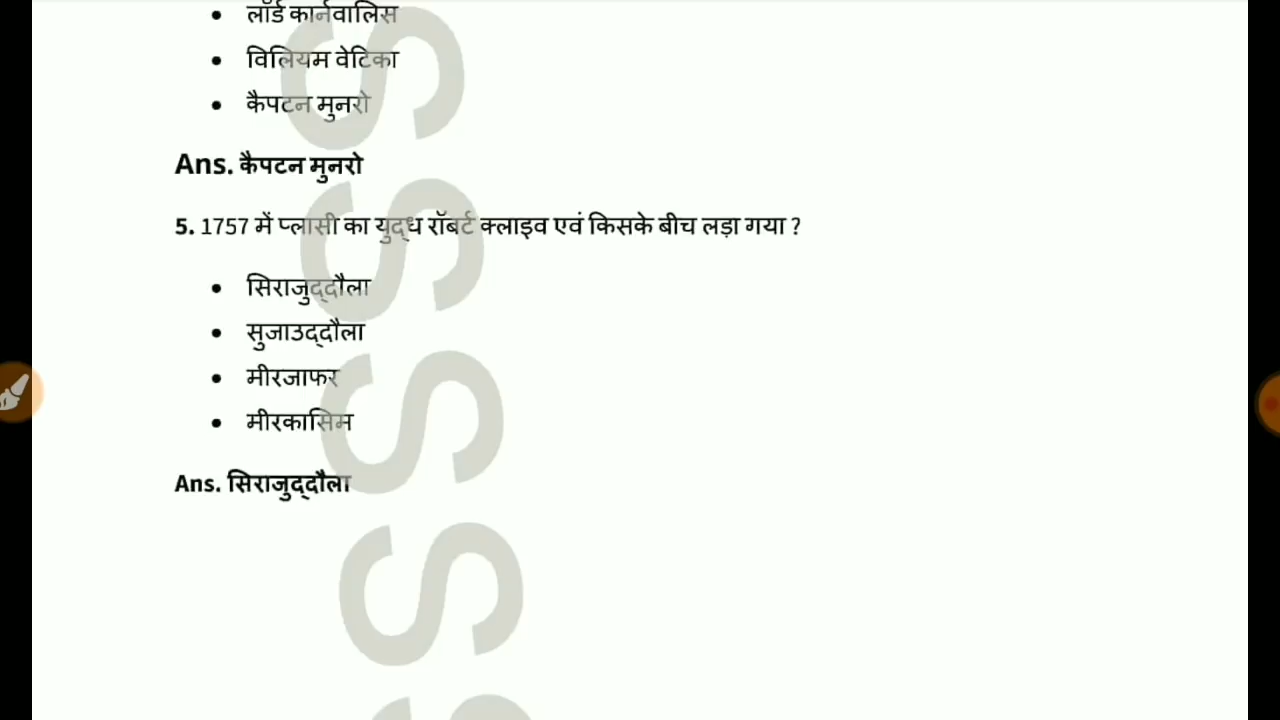 • लॉर्ड कार्नवालिस
• विलियम वेटिका
• कैपटन मुनरो
Ans. कैपटन मुनरो
5. 1757 में प्लासी का युद्ध रॉबर्ट क्लाइव एवं किसके बीच लड़ा गया ?
• सिराजुद्दौला
• सुजाउद्दौला
• मीरजाफर
• मीरकासिम
Ans. सिराजुद्दौला
S
S
S
S
S